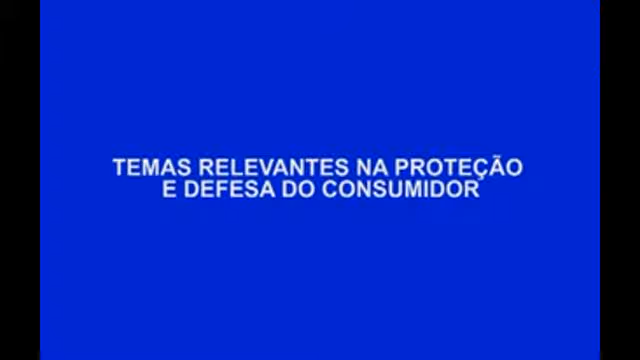 TEMAS RELEVANTES NA PROTEÇÃO
E DEFESA DO CONSUMIDOR